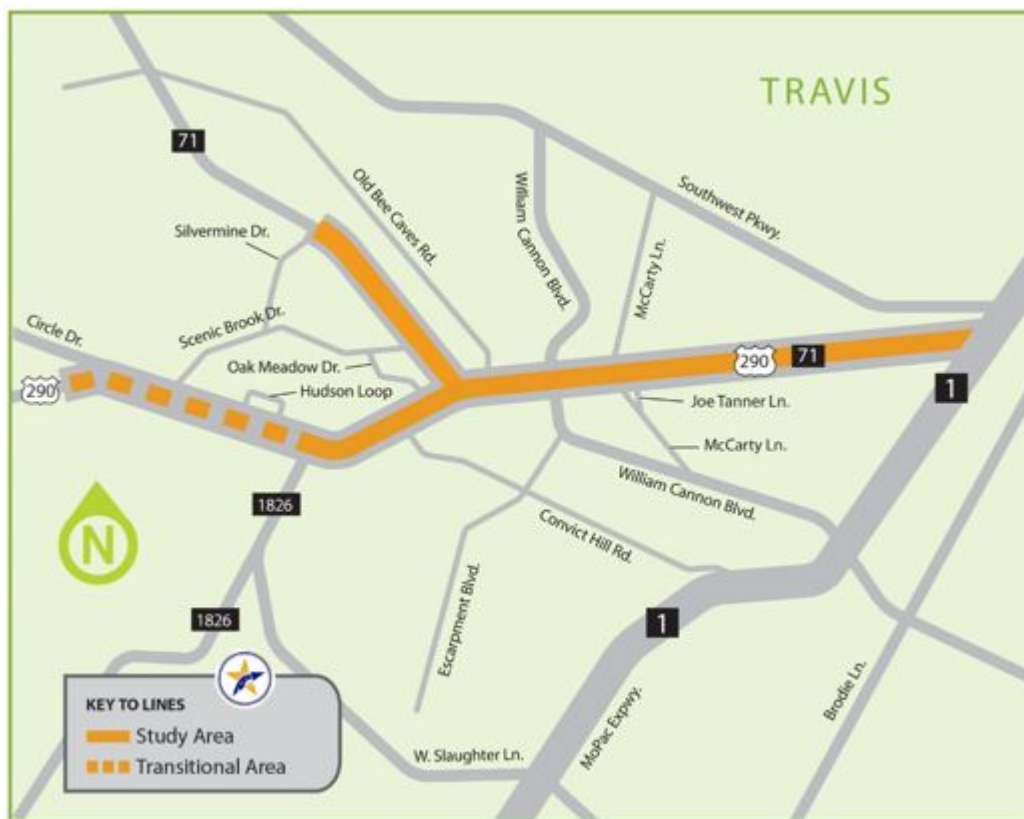 TRAVIS
71
Old Bee Caves Rd.
William Cannon Blvd.
Southwest Pkwy.
Silvermine Dr.
McCarty Ln.
Circle Dr.
Scenic Brook Dr.
Oak Meadow Dr.
Hudson Loop
290
290
71
1
Joe Tanner Ln.
McCarty Ln.
William Cannon Blvd.
1826
N
Convict Hill Rd.
Escarpment Blvd.
1826
1
KEY TO LINES
Study Area
Transitional Area
W. Slaughter Ln.
MoPac Expwy.
Brodie Ln.